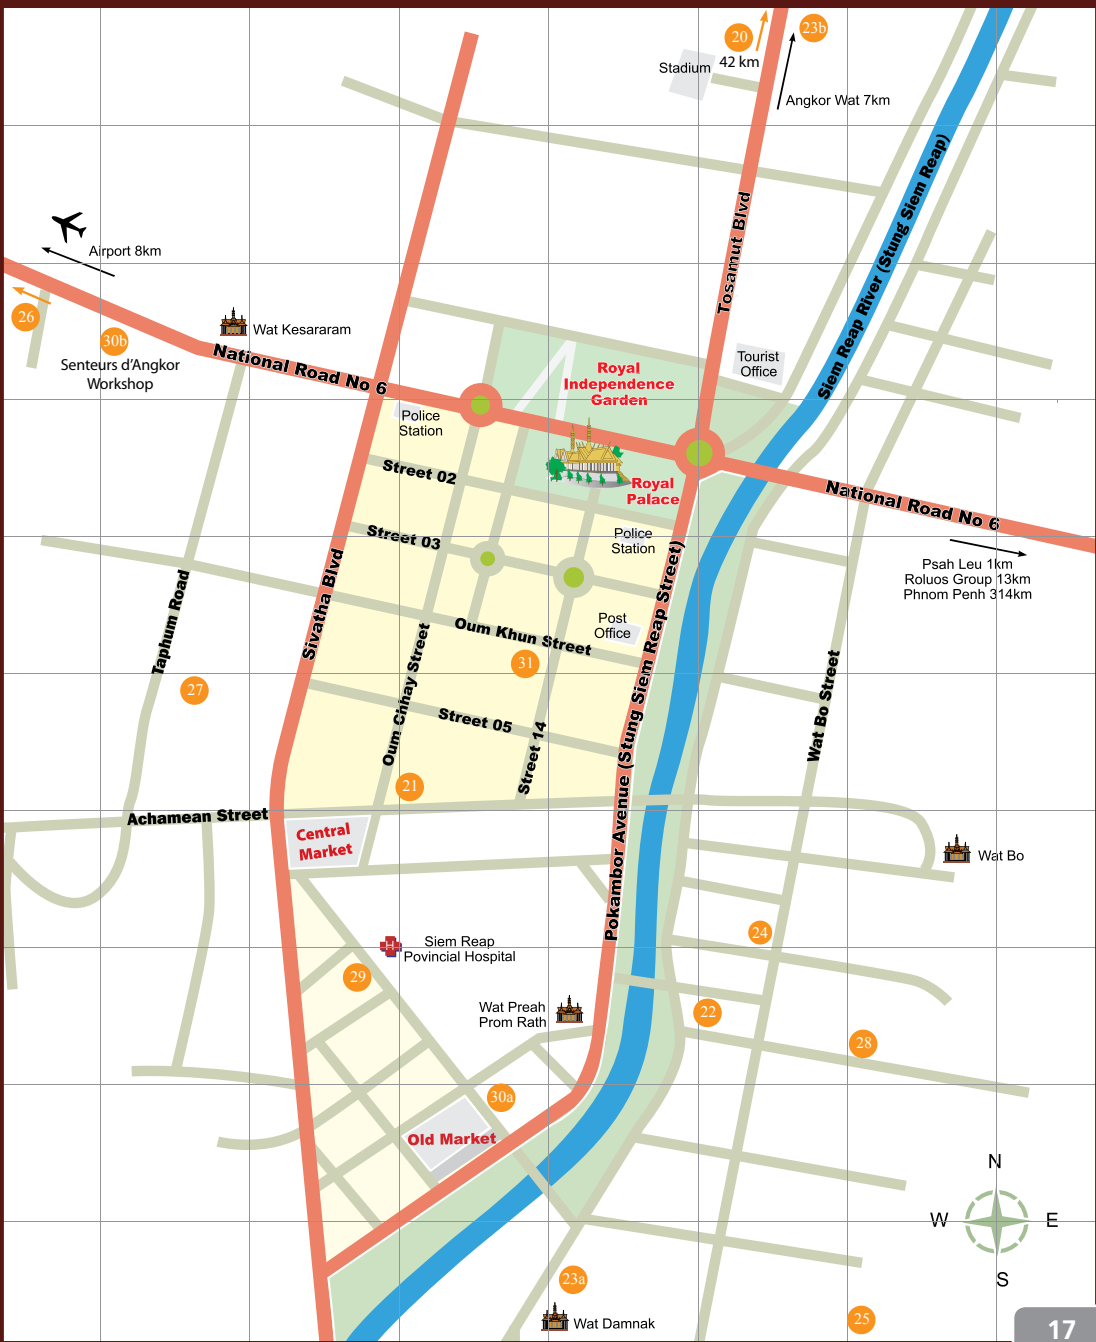 20
23b
42 km
Stadium
Angkor Wat 7km
Siem Reap River (Stung Siem Reap)
Tosamut Blvd
Airport 8km
26
30b
Wat Kesararam
Senteurs d’Angkor
Workshop
National Road No 6
Royal
Independence
Garden
Tourist
Office
Police
Station
Street 02
Royal
Palace
National Road No 6
Street 03
Police
Station
Psah Leu 1km
Roluos Group 13km
Phnom Penh 314km
Sivatha Blvd
Taphum Road
Post
Office
Oum Khun Street
31
27
Oum Chhay Street
Street 05
Street 14
Pokambor Avenue (Stung Siem Reap Street)
Wat Bo Street
21
Achamean Street
Central
Market
Wat Bo
Siem Reap
Povincial Hospital
24
29
Wat Preah
Prom Rath
22
28
30a
Old Market
N
W
E
S
23a
Wat Damnak
25
17